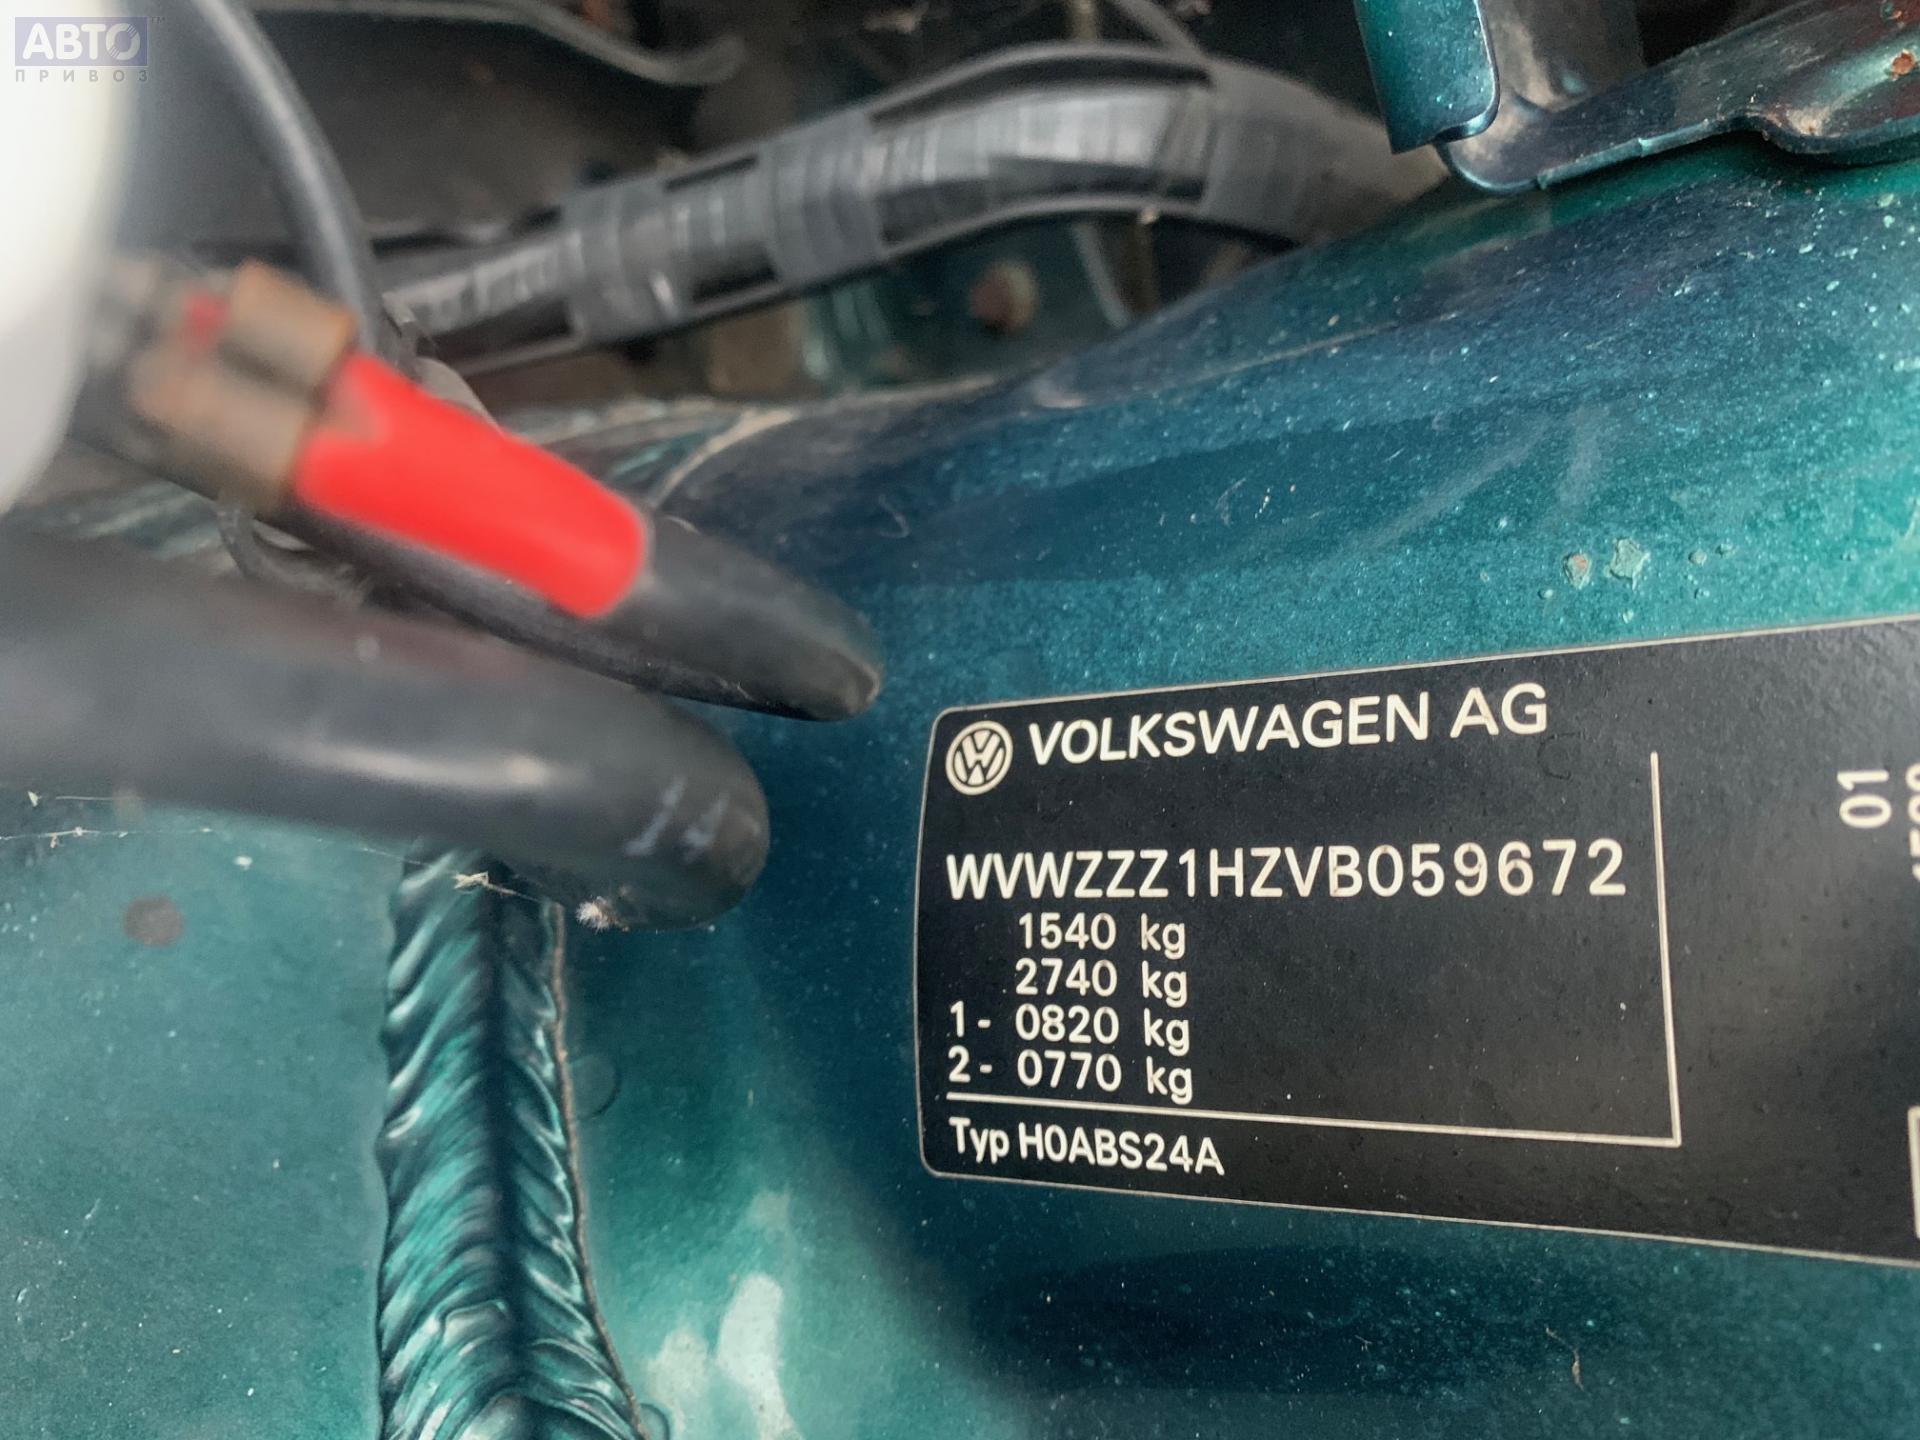 АВТО
ПРИВОЗ
VOLKSWAGEN AG
WVWZZZ1HZVB059672
1540 kg
2740 kg
1- 0820 kg
2- 0770 kg
Typ H0ABS24A
01